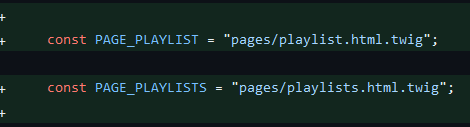 +
+ const PAGE_PLAYLIST = "pages/playlist.html.twig";
+ const PAGE_PLAYLISTS = "pages/playlists.html.twig";
+